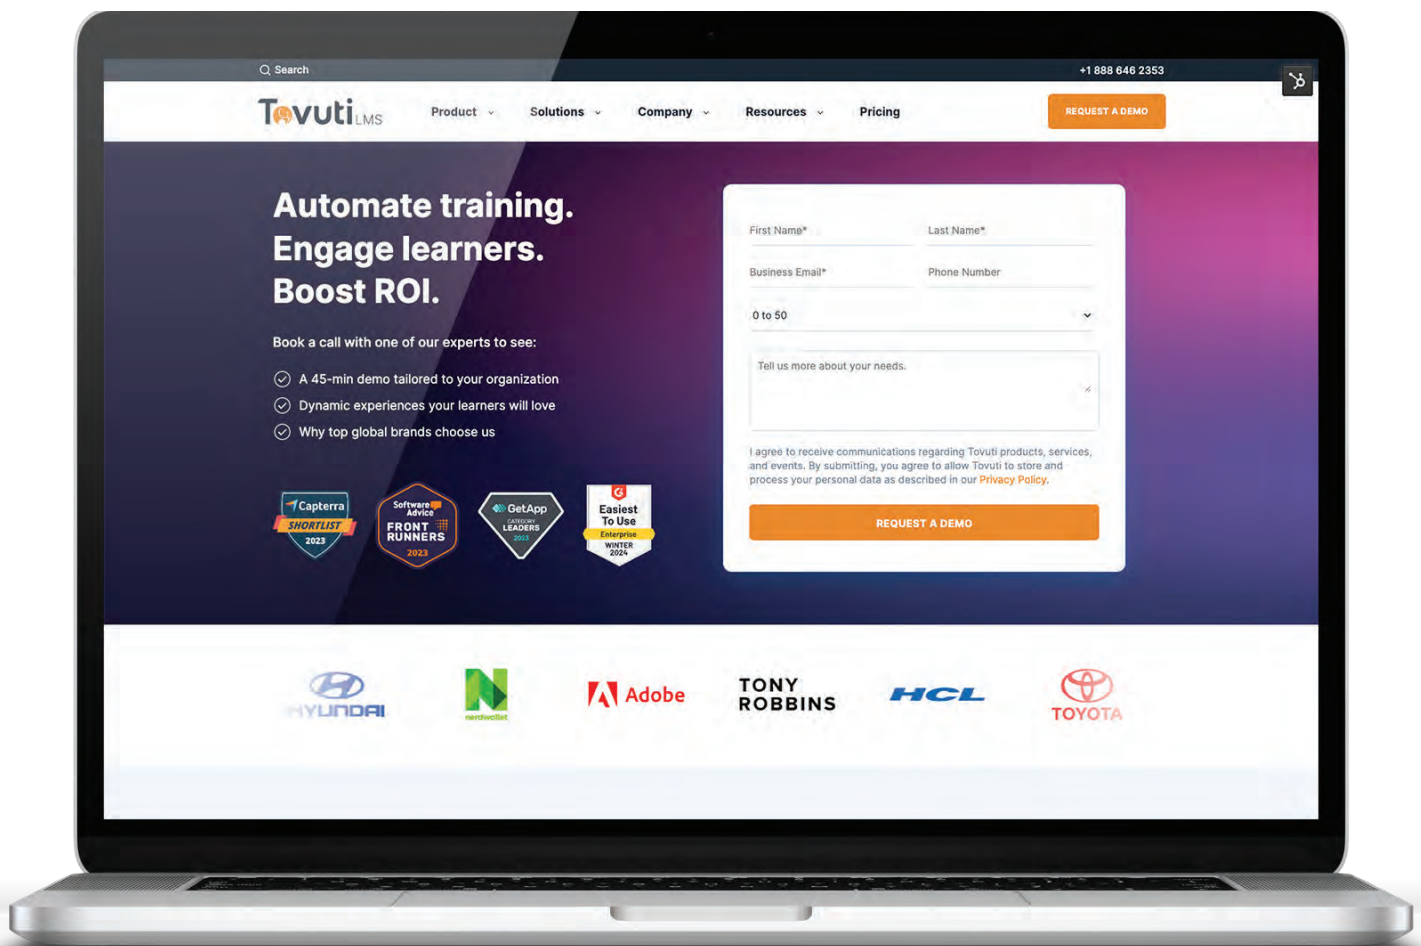 Search
+1 888 646 2353
Tovuti LMS
Product
Solutions
Company
Resources
Pricing
REQUEST A DEMO
Automate training.
Engage learners.
Boost ROI.
Book a call with one of our experts to see:
A 45-min demo tailored to your organization
Dynamic experiences your learners will love
Why top global brands choose us
Capterra
SHORTLIST
2023
Software
Advice
FRONT
RUNNERS
2023
GetApp
CATEGORY
LEADERS
2023
G
Easiest
To Use
Enterprise
WINTER
2024
First Name*
Last Name*
Business Email*
Phone Number
0 to 50
Tell us more about your needs.
I agree to receive communications regarding Tovuti products, services,
and events. By submitting, you agree to allow Tovuti to store and
process your personal data as described in our Privacy Policy.
REQUEST A DEMO
HYUNDAI
nerdwallet
Adobe
TONY
ROBBINS
HCL
TOYOTA